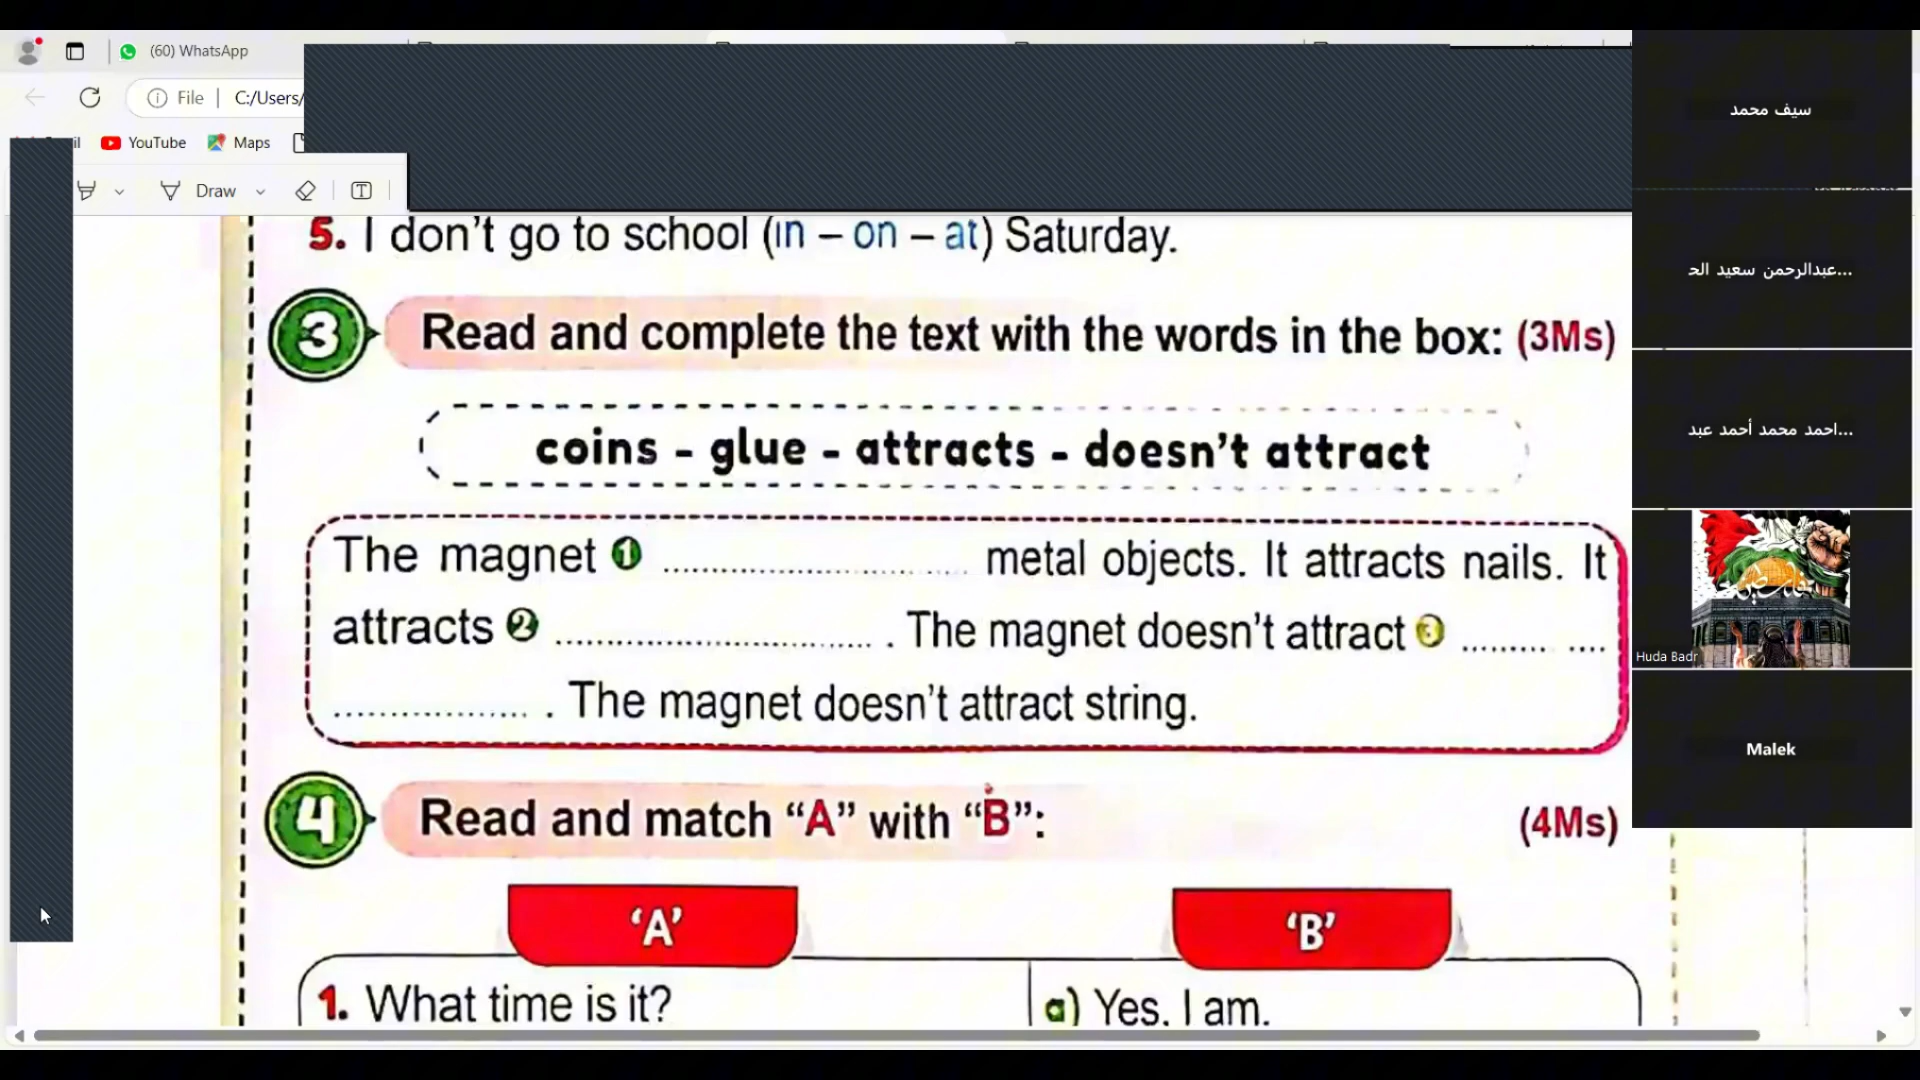 (60) WhatsApp
File | C:/Users/
YouTube Maps
Draw
5. I don't go to school (in – on – at) Saturday.
3 Read and complete the text with the words in the box: (3Ms)
coins - glue - attracts - doesn't attract
The magnet 1 .............................. metal objects. It attracts nails. It
attracts 2 .............................. . The magnet doesn't attract 3 ......... ....
.................... . The magnet doesn't attract string.
4 Read and match “A” with “B”: (4Ms)
‘A’ ‘B’
1. What time is it? a) Yes, I am.
سيف محمد
عبدالرحمن سعيد الح...
احمد محمد أحمد عبد...
Huda Badr
Malek